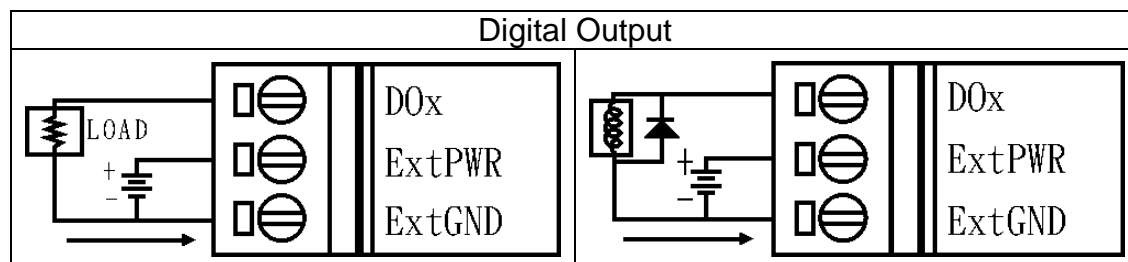 Digital Output
DOx
LOAD
ExtPWR
+
-
ExtGND
DOx
ExtPWR
+
-
ExtGND